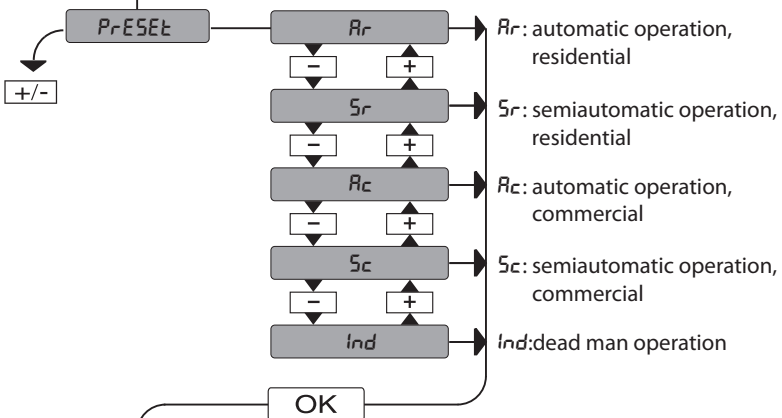 PrESEt
+/-
Ar
Ar: automatic operation,
residential
- +
Sr
Sr: semiautomatic operation,
residential
- +
Ac
Ac: automatic operation,
commercial
- +
Sc
Sc: semiautomatic operation,
commercial
- +
Ind
Ind:dead man operation
OK